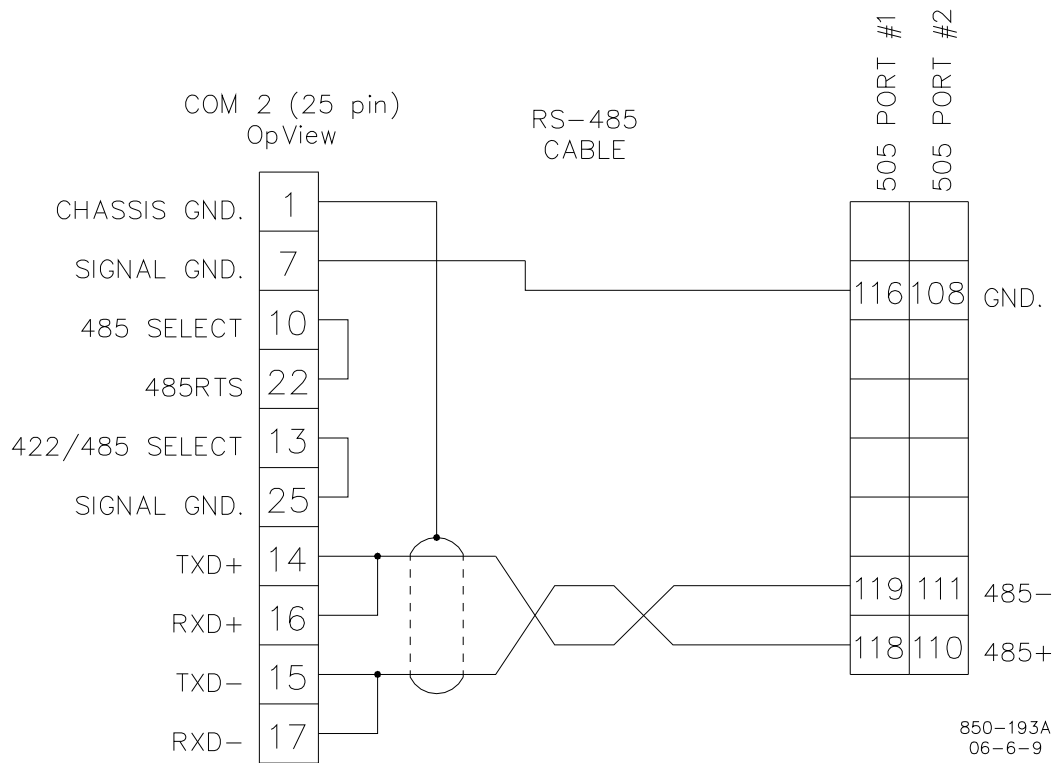 505 PORT #1
505 PORT #2
COM 2 (25 pin)
OpView
RS-485
CABLE
CHASSIS GND. 1
SIGNAL GND. 7
116 108 GND.
485 SELECT 10
485RTS 22
422/485 SELECT 13
SIGNAL GND. 25
TXD+ 14
119 111 485-
RXD+ 16
118 110 485+
TXD- 15
RXD- 17
850-193A
06-6-9